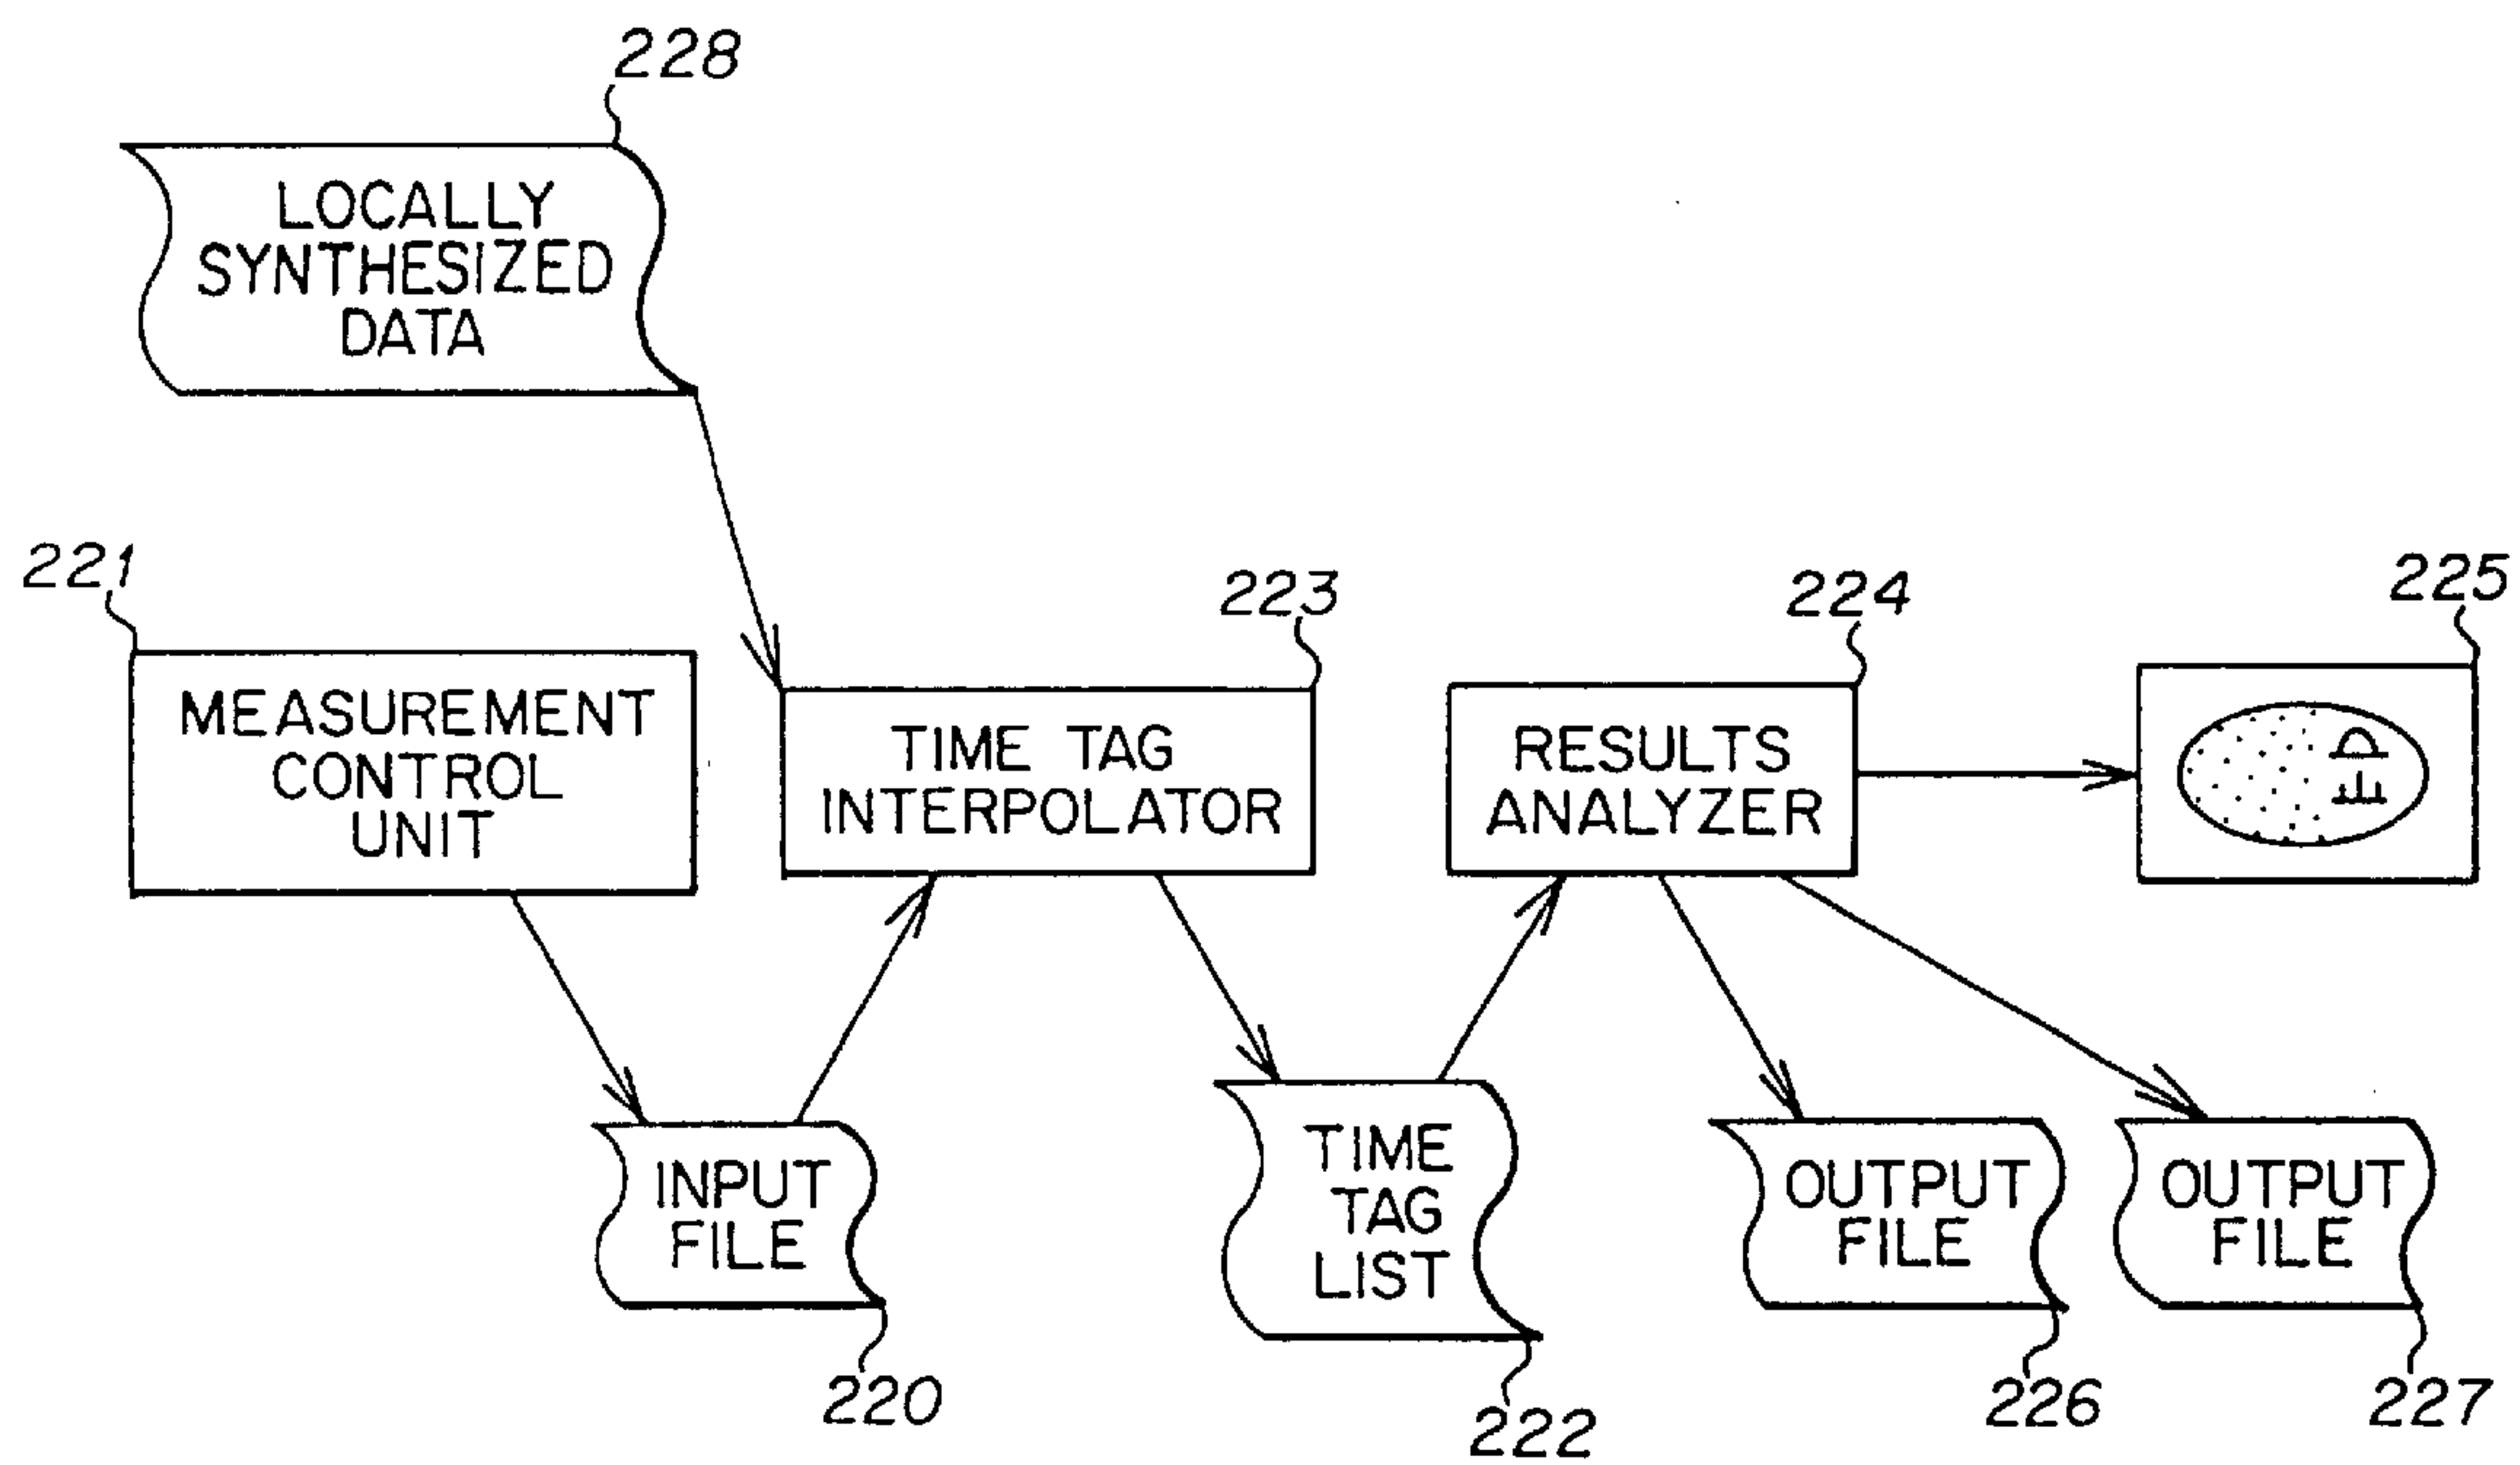 228
LOCALLY
SYNTHESIZED
DATA
221
MEASUREMENT
CONTROL
UNIT
223
TIME TAG
INTERPOLATOR
224
RESULTS
ANALYZER
225
INPUT
FILE
220
TIME
TAG
LIST
222
OUTPUT
FILE
226
OUTPUT
FILE
227